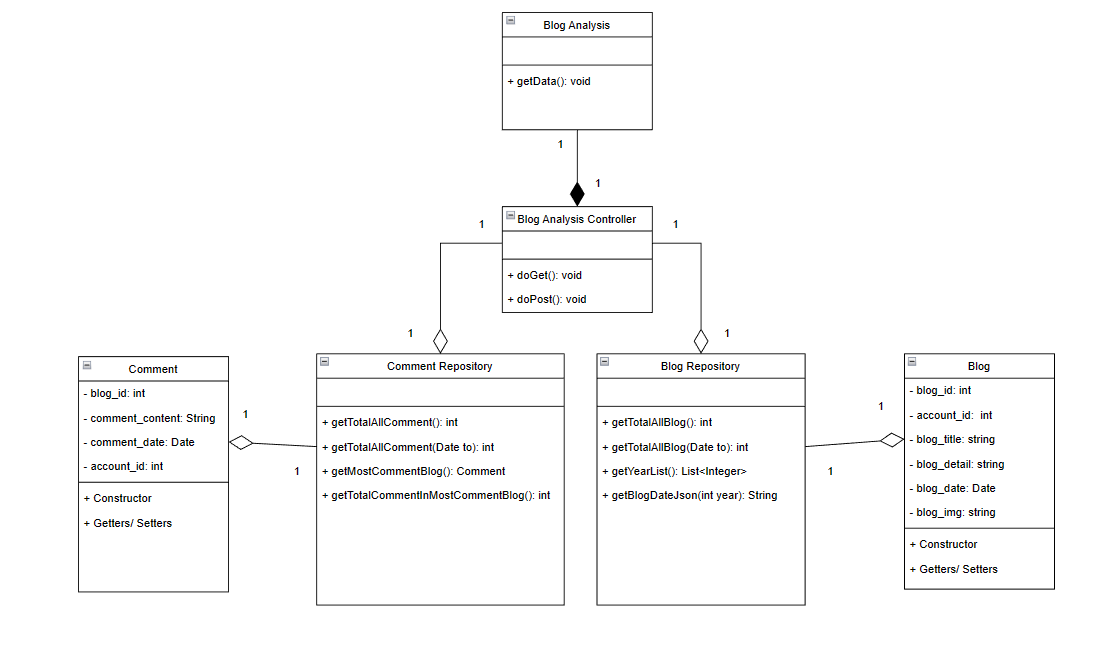 Blog Analysis
+ getData(): void
1
1
Blog Analysis Controller
1
1
+ doGet(): void
+ doPost(): void
1
1
Comment
- blog_id: int
- comment_content: String
- comment_date: Date
- account_id: int
+ Constructor
+ Getters/ Setters
1
1
Comment Repository
+ getTotalAllComment(): int
+ getTotalAllComment(Date to): int
+ getMostCommentBlog(): Comment
+ getTotalCommentInMostCommentBlog(): int
Blog Repository
+ getTotalAllBlog(): int
+ getTotalAllBlog(Date to): int
+ getYearList(): List<Integer>
+ getBlogDateJson(int year): String
1
1
Blog
- blog_id: int
- account_id: int
- blog_title: string
- blog_detail: string
- blog_date: Date
- blog_img: string
+ Constructor
+ Getters/ Setters